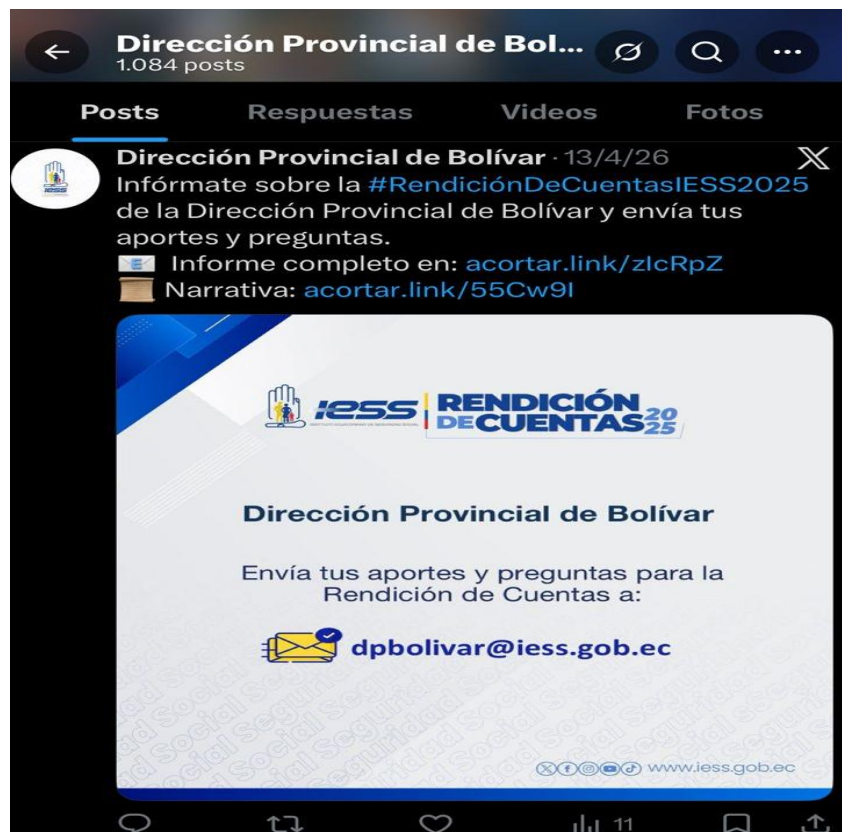 Dirección Provincial de Bol...
1.084 posts
Posts Respuestas Videos Fotos
Dirección Provincial de Bolívar · 13/4/26
Infórmate sobre la #RendiciónDeCuentasIESS2025
de la Dirección Provincial de Bolívar y envía tus
aportes y preguntas.
Informe completo en: acortar.link/zIcRpZ
Narrativa: acortar.link/55Cw9I
IESS
RENDICIÓN
DE CUENTAS 2025
Dirección Provincial de Bolívar
Envía tus aportes y preguntas para la
Rendición de Cuentas a:
dpbolivar@iess.gob.ec
www.iess.gob.ec
11